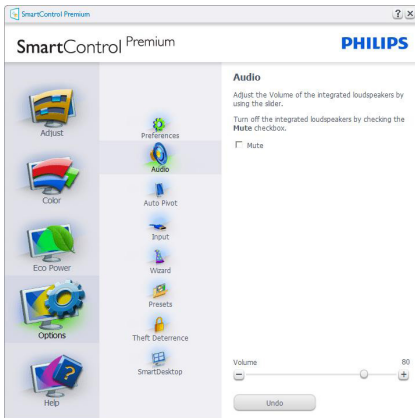 SmartControl Premium
SmartControl Premium
PHILIPS
Adjust
Color
Eco Power
Options
Help
Preferences
Audio
Auto Pivot
Input
Wizard
Presets
Theft Deterrence
SmartDesktop
Audio
Adjust the Volume of the integrated loudspeakers by
using the slider.
Turn off the integrated loudspeakers by checking the
Mute checkbox.
Mute
Volume 80
Undo